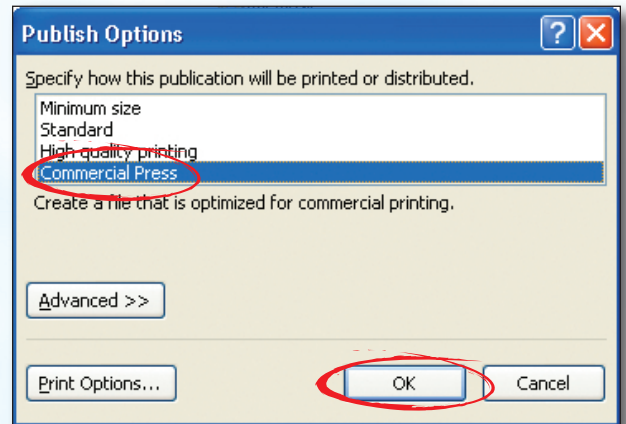 Publish Options
Specify how this publication will be printed or distributed.
Minimum size
Standard
High quality printing
Commercial Press
Create a file that is optimized for commercial printing.
Advanced >>
Print Options...
OK
Cancel